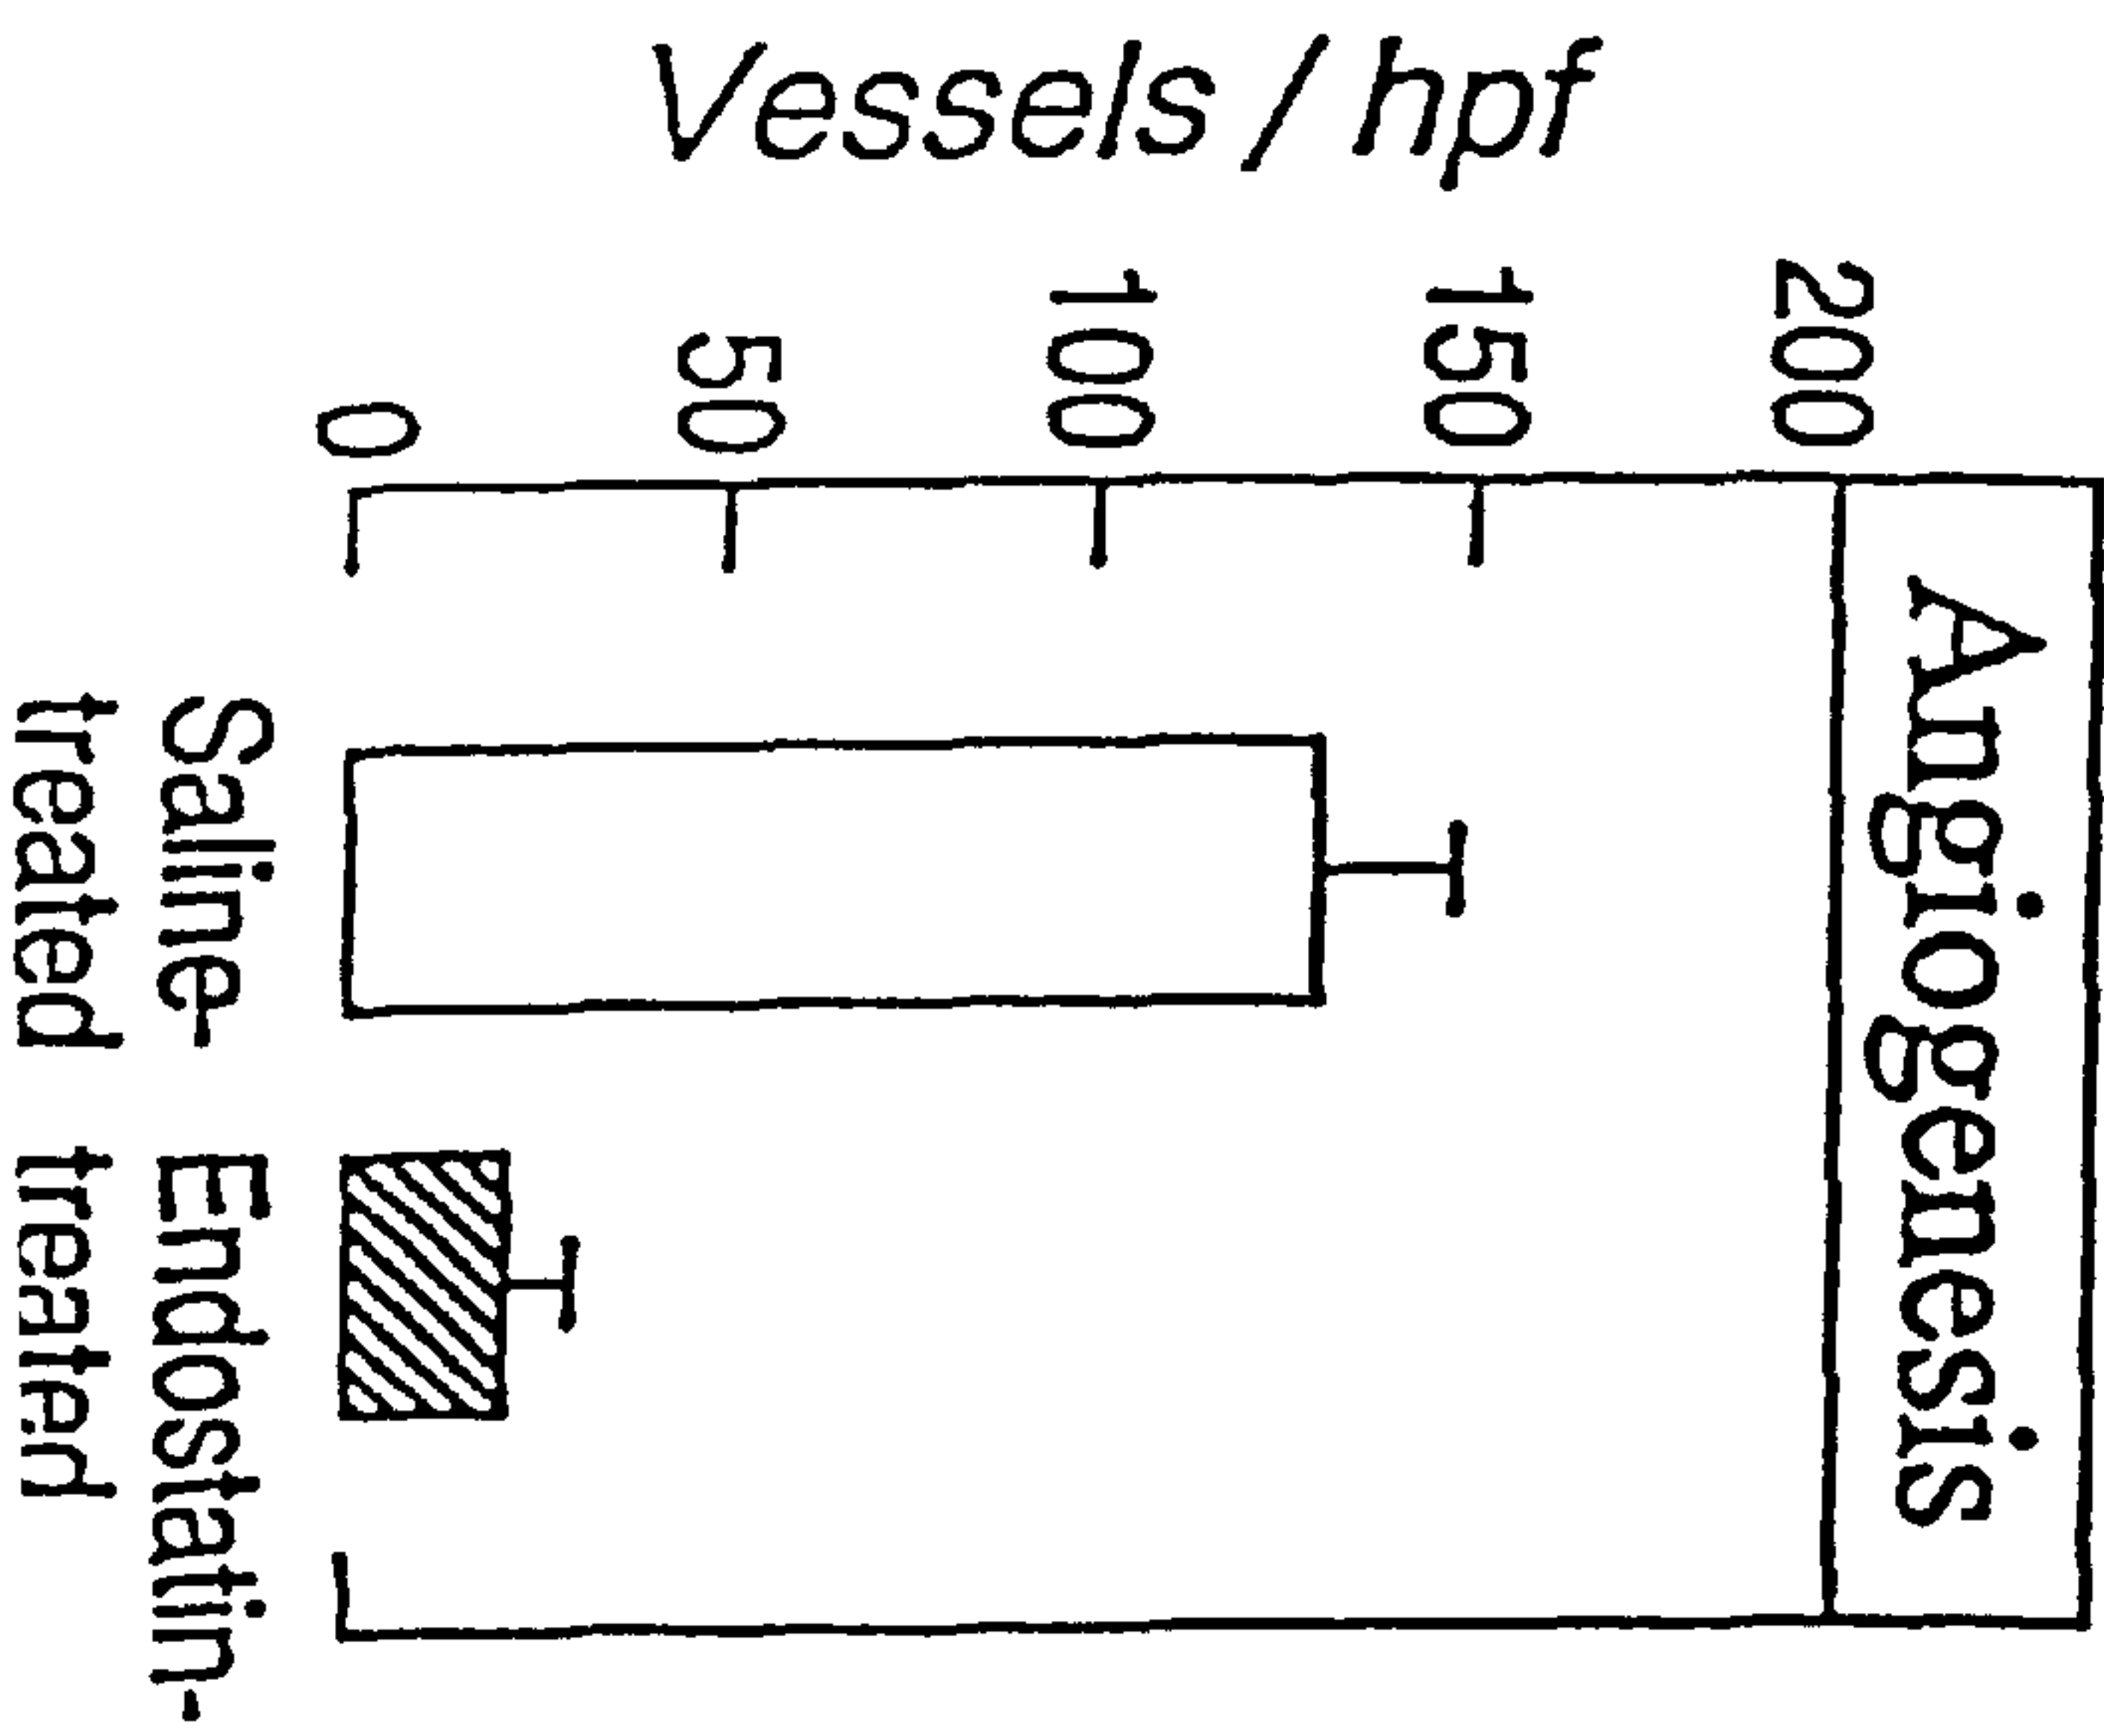 Angiogenesis
Vessels / hpf
200
150
100
50
0
Saline-
treated
Endostatin-
treated